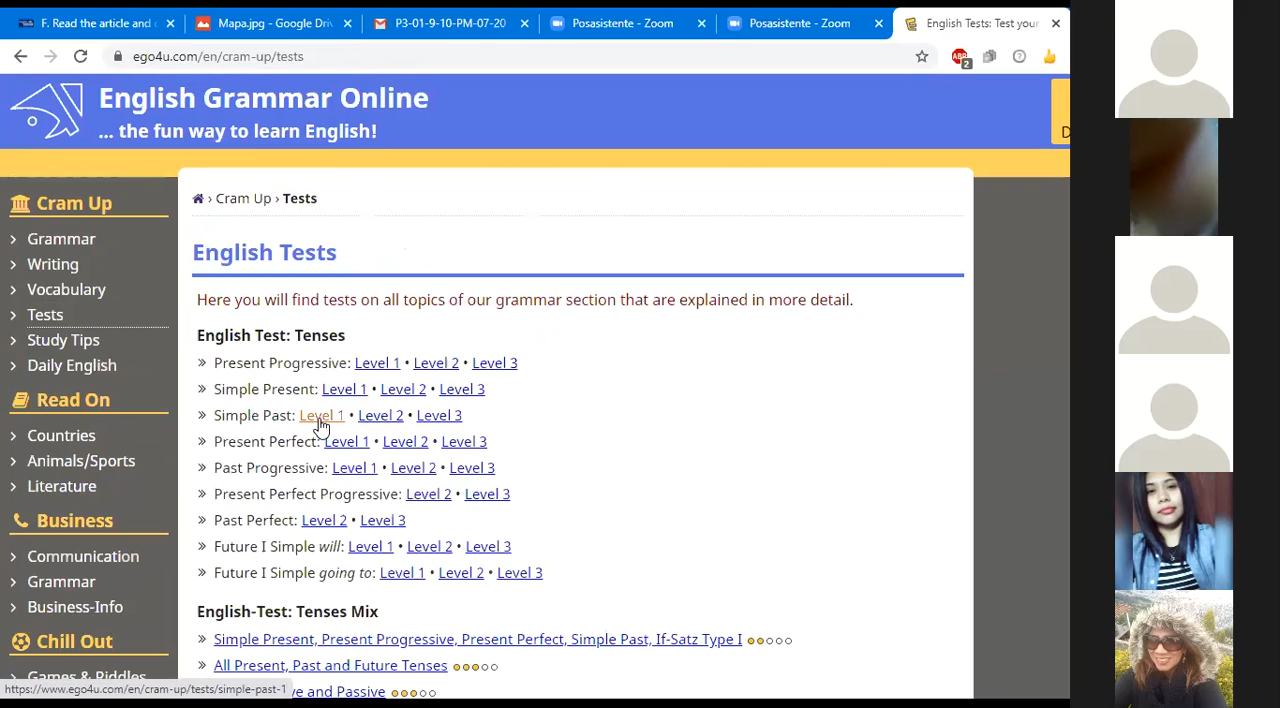 F. Read the article and
Mapa.jpg - Google Driv
P3-01-9-10-PM-07-20
Posasistente - Zoom
Posasistente - Zoom
English Tests: Test your
ego4u.com/en/cram-up/tests
ABP
2
English Grammar Online
... the fun way to learn English!
D
Cram Up
Grammar
Writing
Vocabulary
Tests
Study Tips
Daily English
Read On
Countries
Animals/Sports
Literature
Business
Communication
Grammar
Business-Info
Chill Out
Games & Riddles
› Cram Up › Tests
English Tests
Here you will find tests on all topics of our grammar section that are explained in more detail.
English Test: Tenses
» Present Progressive: Level 1 • Level 2 • Level 3
» Simple Present: Level 1 • Level 2 • Level 3
» Simple Past: Level 1 • Level 2 • Level 3
» Present Perfect: Level 1 • Level 2 • Level 3
» Past Progressive: Level 1 • Level 2 • Level 3
» Present Perfect Progressive: Level 2 • Level 3
» Past Perfect: Level 2 • Level 3
» Future I Simple will: Level 1 • Level 2 • Level 3
» Future I Simple going to: Level 1 • Level 2 • Level 3
English-Test: Tenses Mix
» Simple Present, Present Progressive, Present Perfect, Simple Past, If-Satz Type I
» All Present, Past and Future Tenses
and Passive
https://www.ego4u.com/en/cram-up/tests/simple-past-1